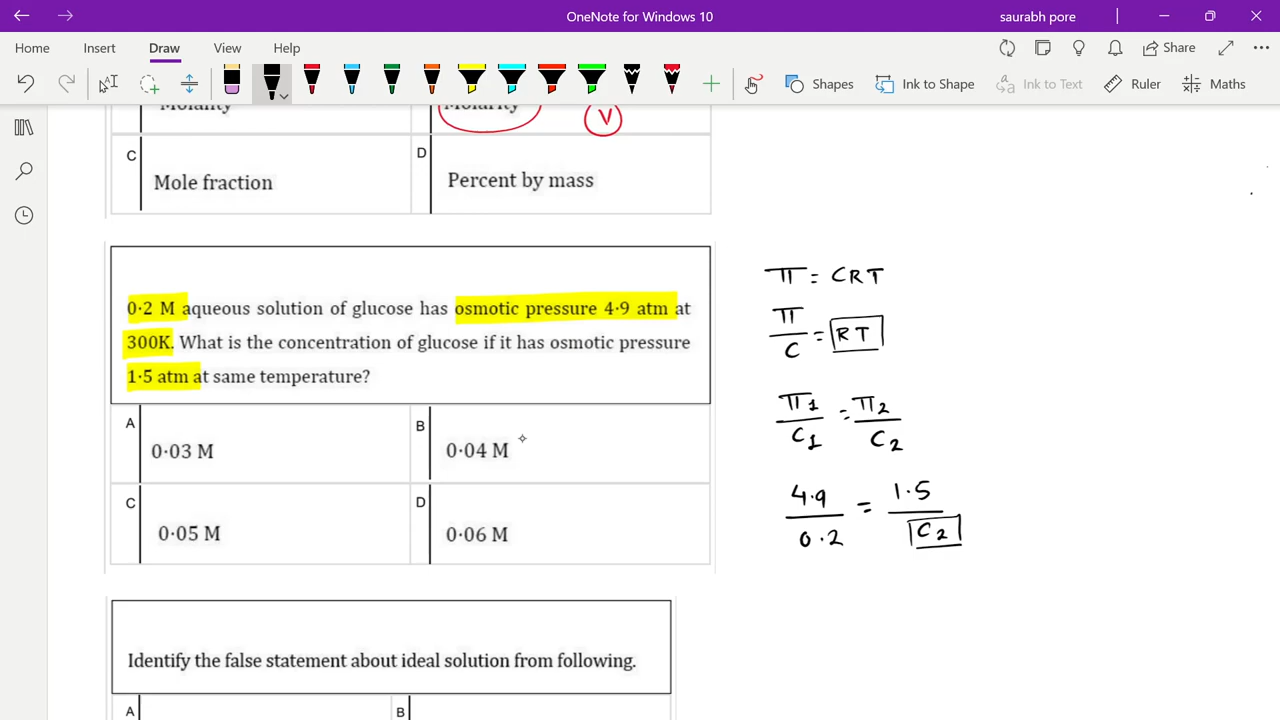 OneNote for Windows 10
saurabh pore
Home Insert Draw View Help
Share
Shapes Ink to Shape Ink to Text Ruler Maths
Molality
Molarity
V
C
Mole fraction
D
Percent by mass
0·2 M aqueous solution of glucose has osmotic pressure 4·9 atm at
300K. What is the concentration of glucose if it has osmotic pressure
1·5 atm at same temperature?
A
0·03 M
B
0·04 M
C
0·05 M
D
0·06 M
π = CRT
π/C = RT
π1/C1 = π2/C2
4.9/0.2 = 1.5/C2
Identify the false statement about ideal solution from following.
A
B